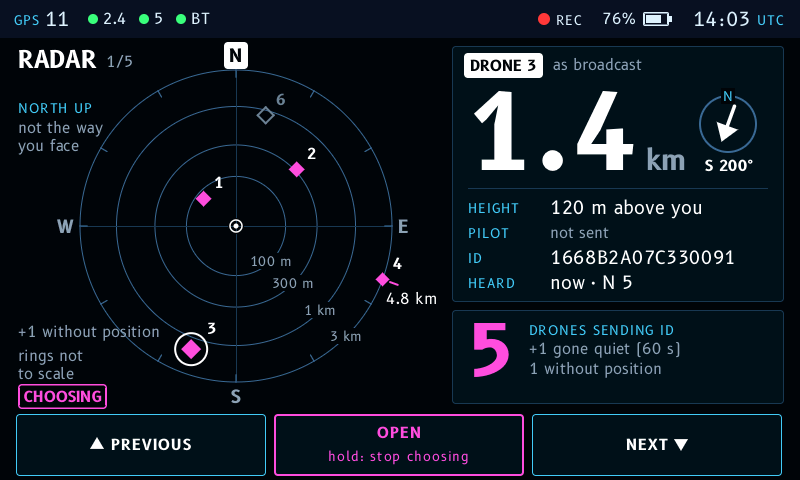 GPS 11 2.4 5 BT REC 76% 14:03 UTC
RADAR 1/5
N
NORTH UP
not the way
you face
6
2
1
W
E
100 m
300 m
1 km
3 km
4
4.8 km
3
+1 without position
rings not
to scale
CHOOSING
S
DRONE 3 as broadcast
1.4 km
N
S 200°
HEIGHT 120 m above you
PILOT not sent
ID 1668B2A07C330091
HEARD now · N 5
5
DRONES SENDING ID
+1 gone quiet (60 s)
1 without position
▲ PREVIOUS
OPEN
hold: stop choosing
NEXT ▼